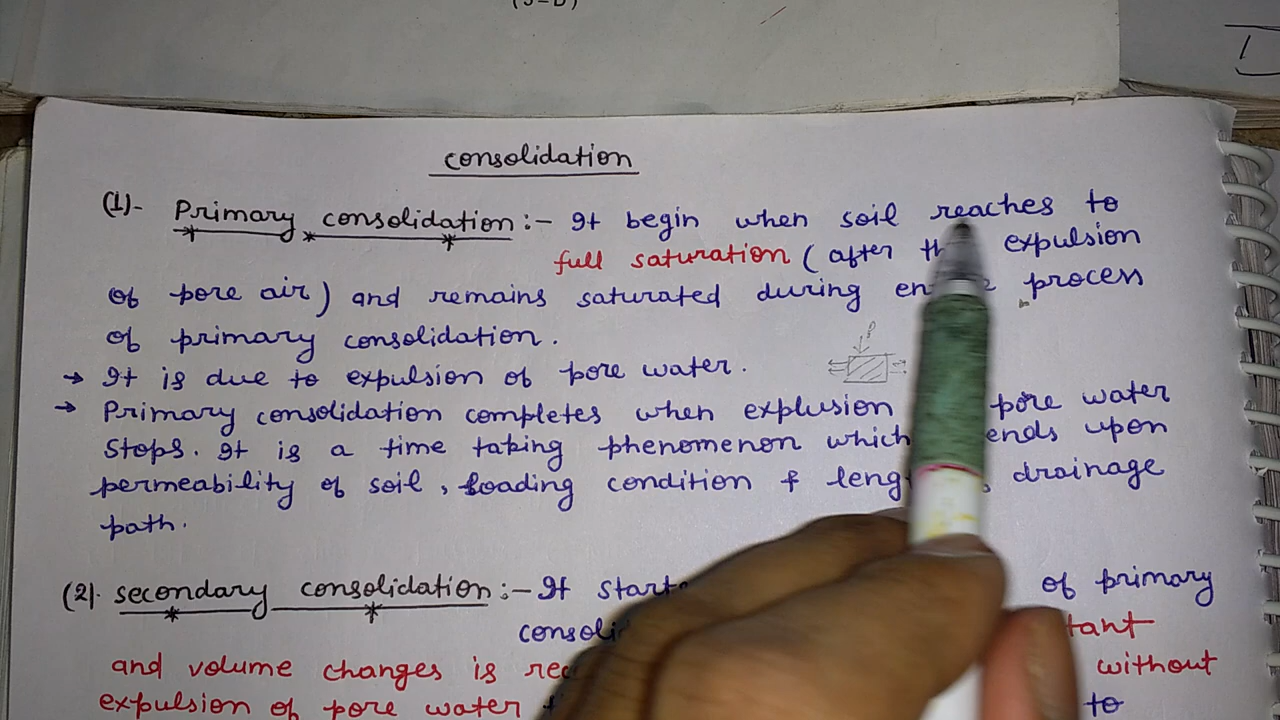 (5-D)
consolidation
(1)- Primary consolidation :- It begin when soil reaches to
full saturation (after expulsion
of pore air) and remains saturated during process
of primary consolidation.
→ It is due to expulsion of pore water.
P
→ Primary consolidation completes when explusion pore water
stops. It is a time taking phenomenon which upon
permeability of soil, loading condition & drainage
path.
(2). secondary consolidation :- It of primary
and volume changes is without
expulsion of pore water to